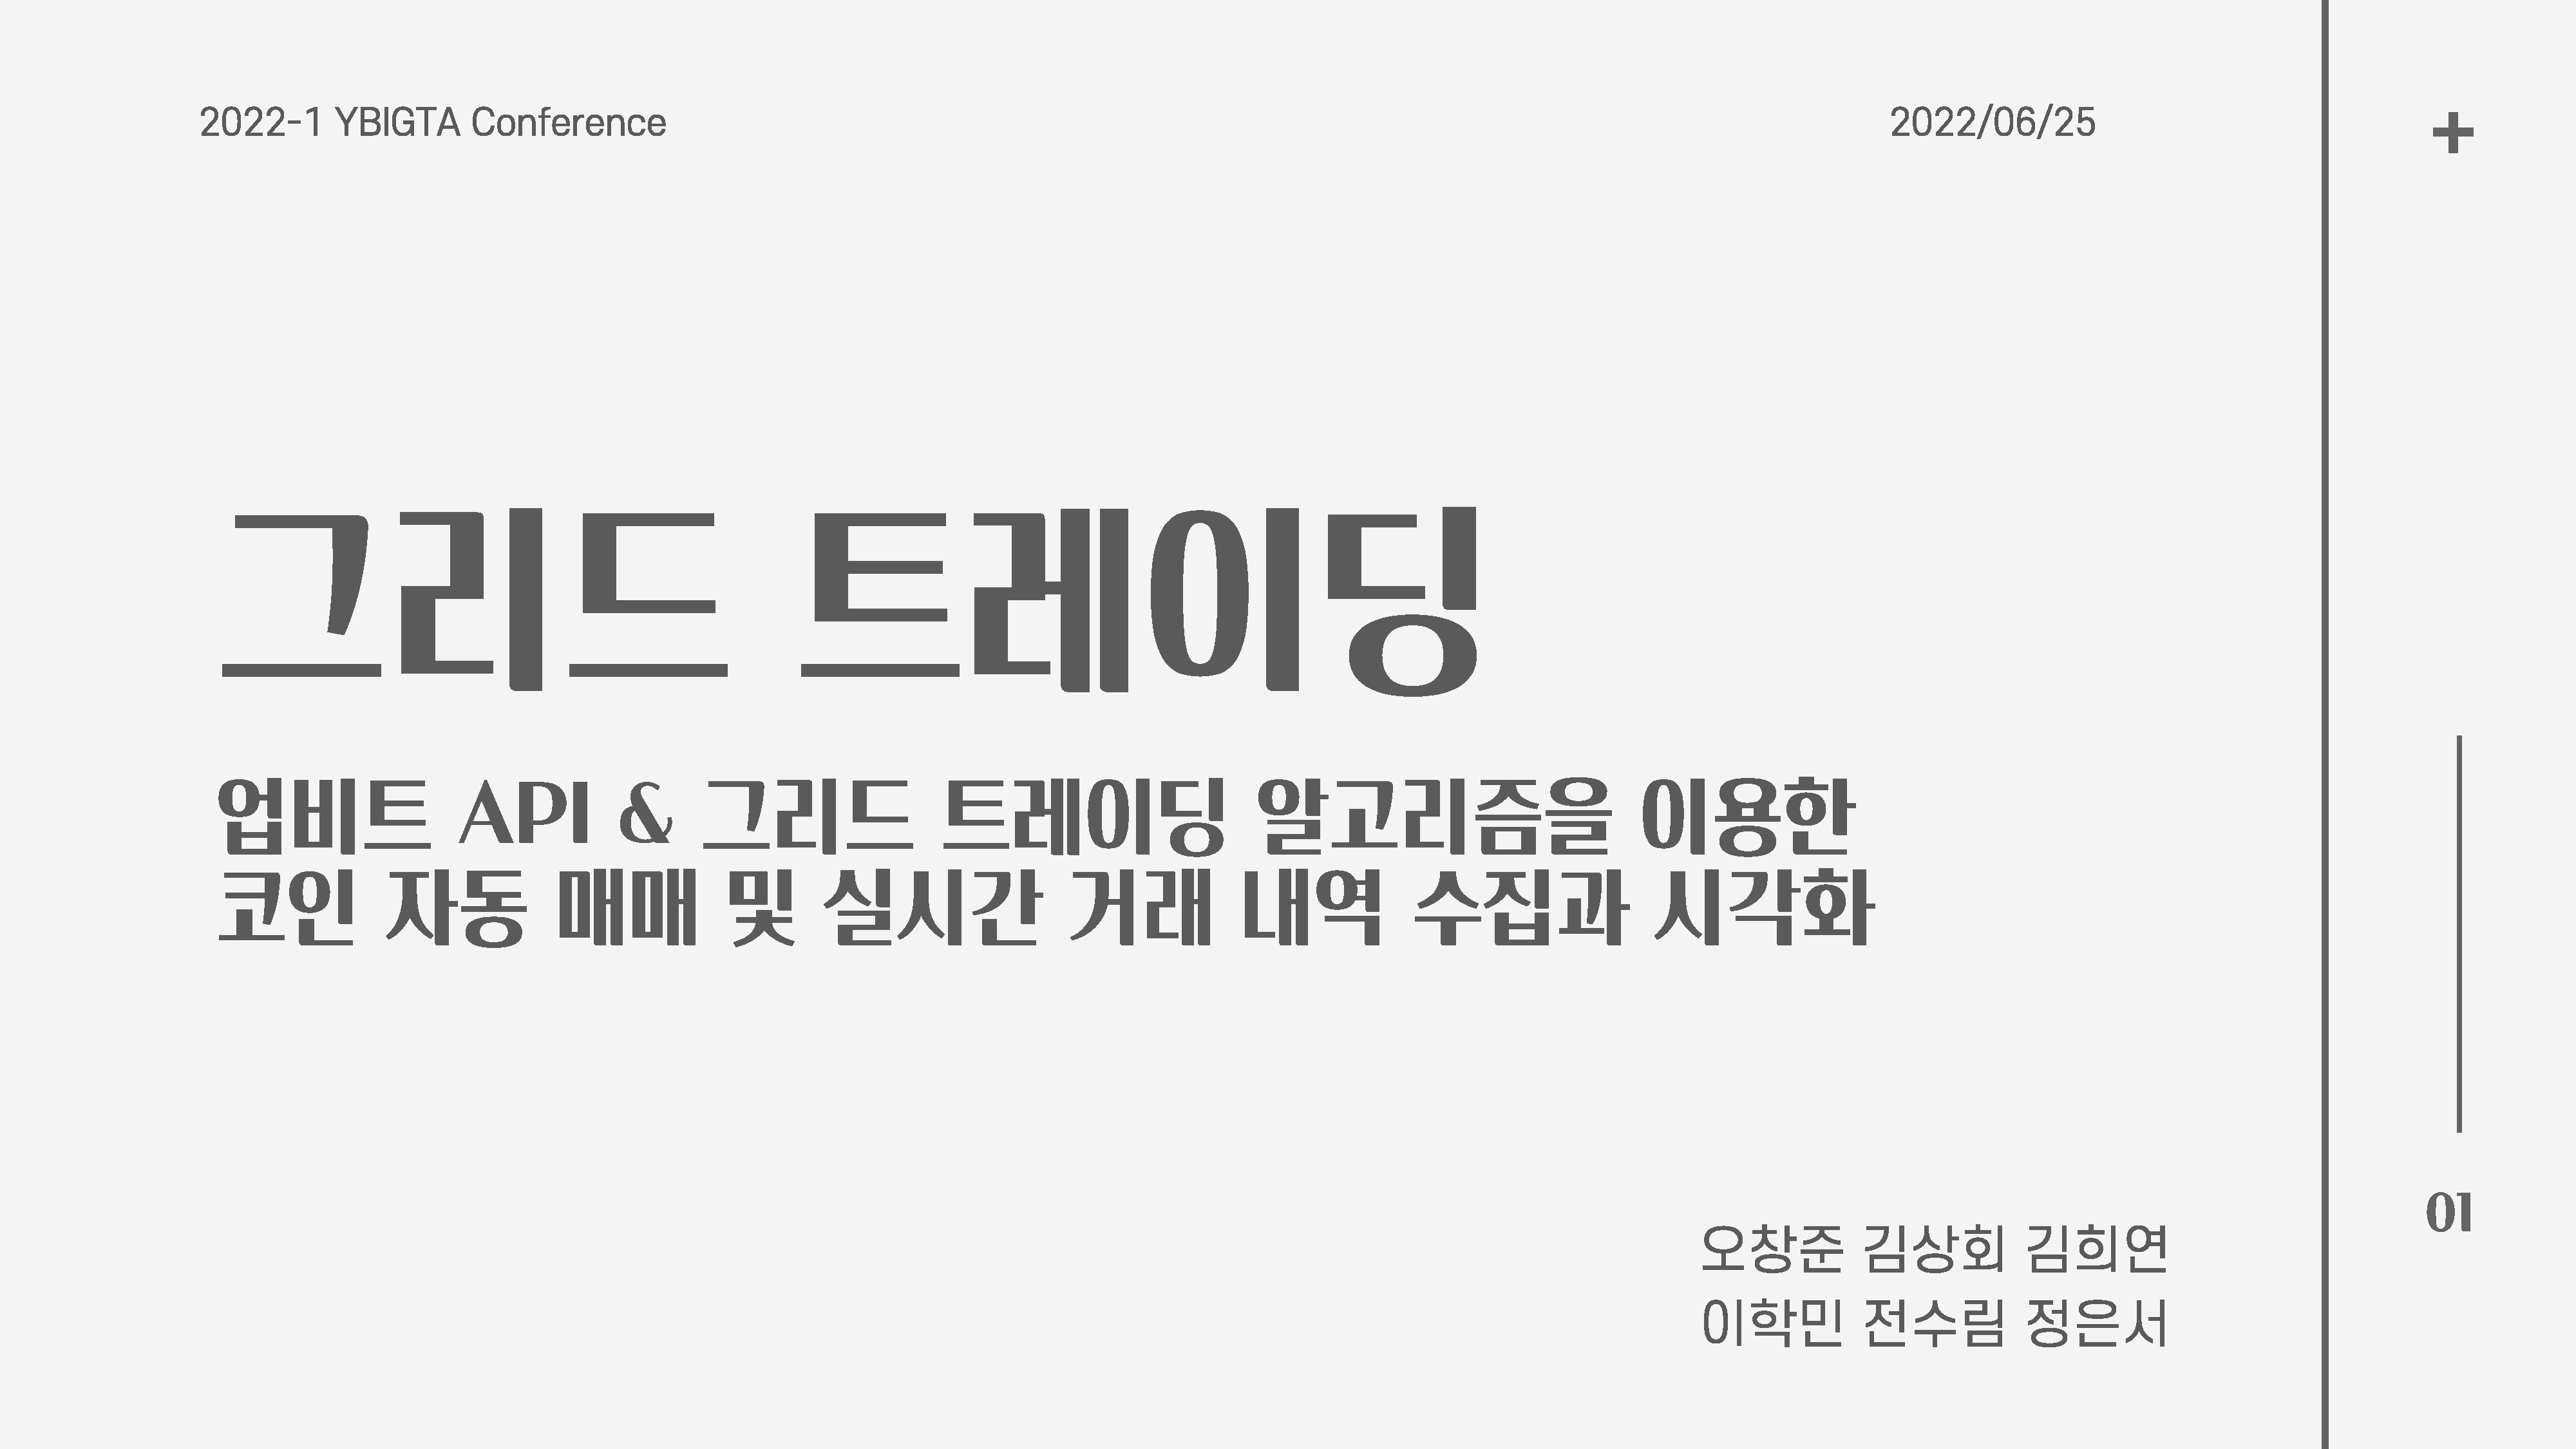 2022-1 YBIGTA Conference
2022/06/25
+
그리드 트레이딩
업비트 API & 그리드 트레이딩 알고리즘을 이용한
코인 자동 매매 및 실시간 거래 내역 수집과 시각화
01
오창준 김상회 김희연
이학민 전수림 정은서